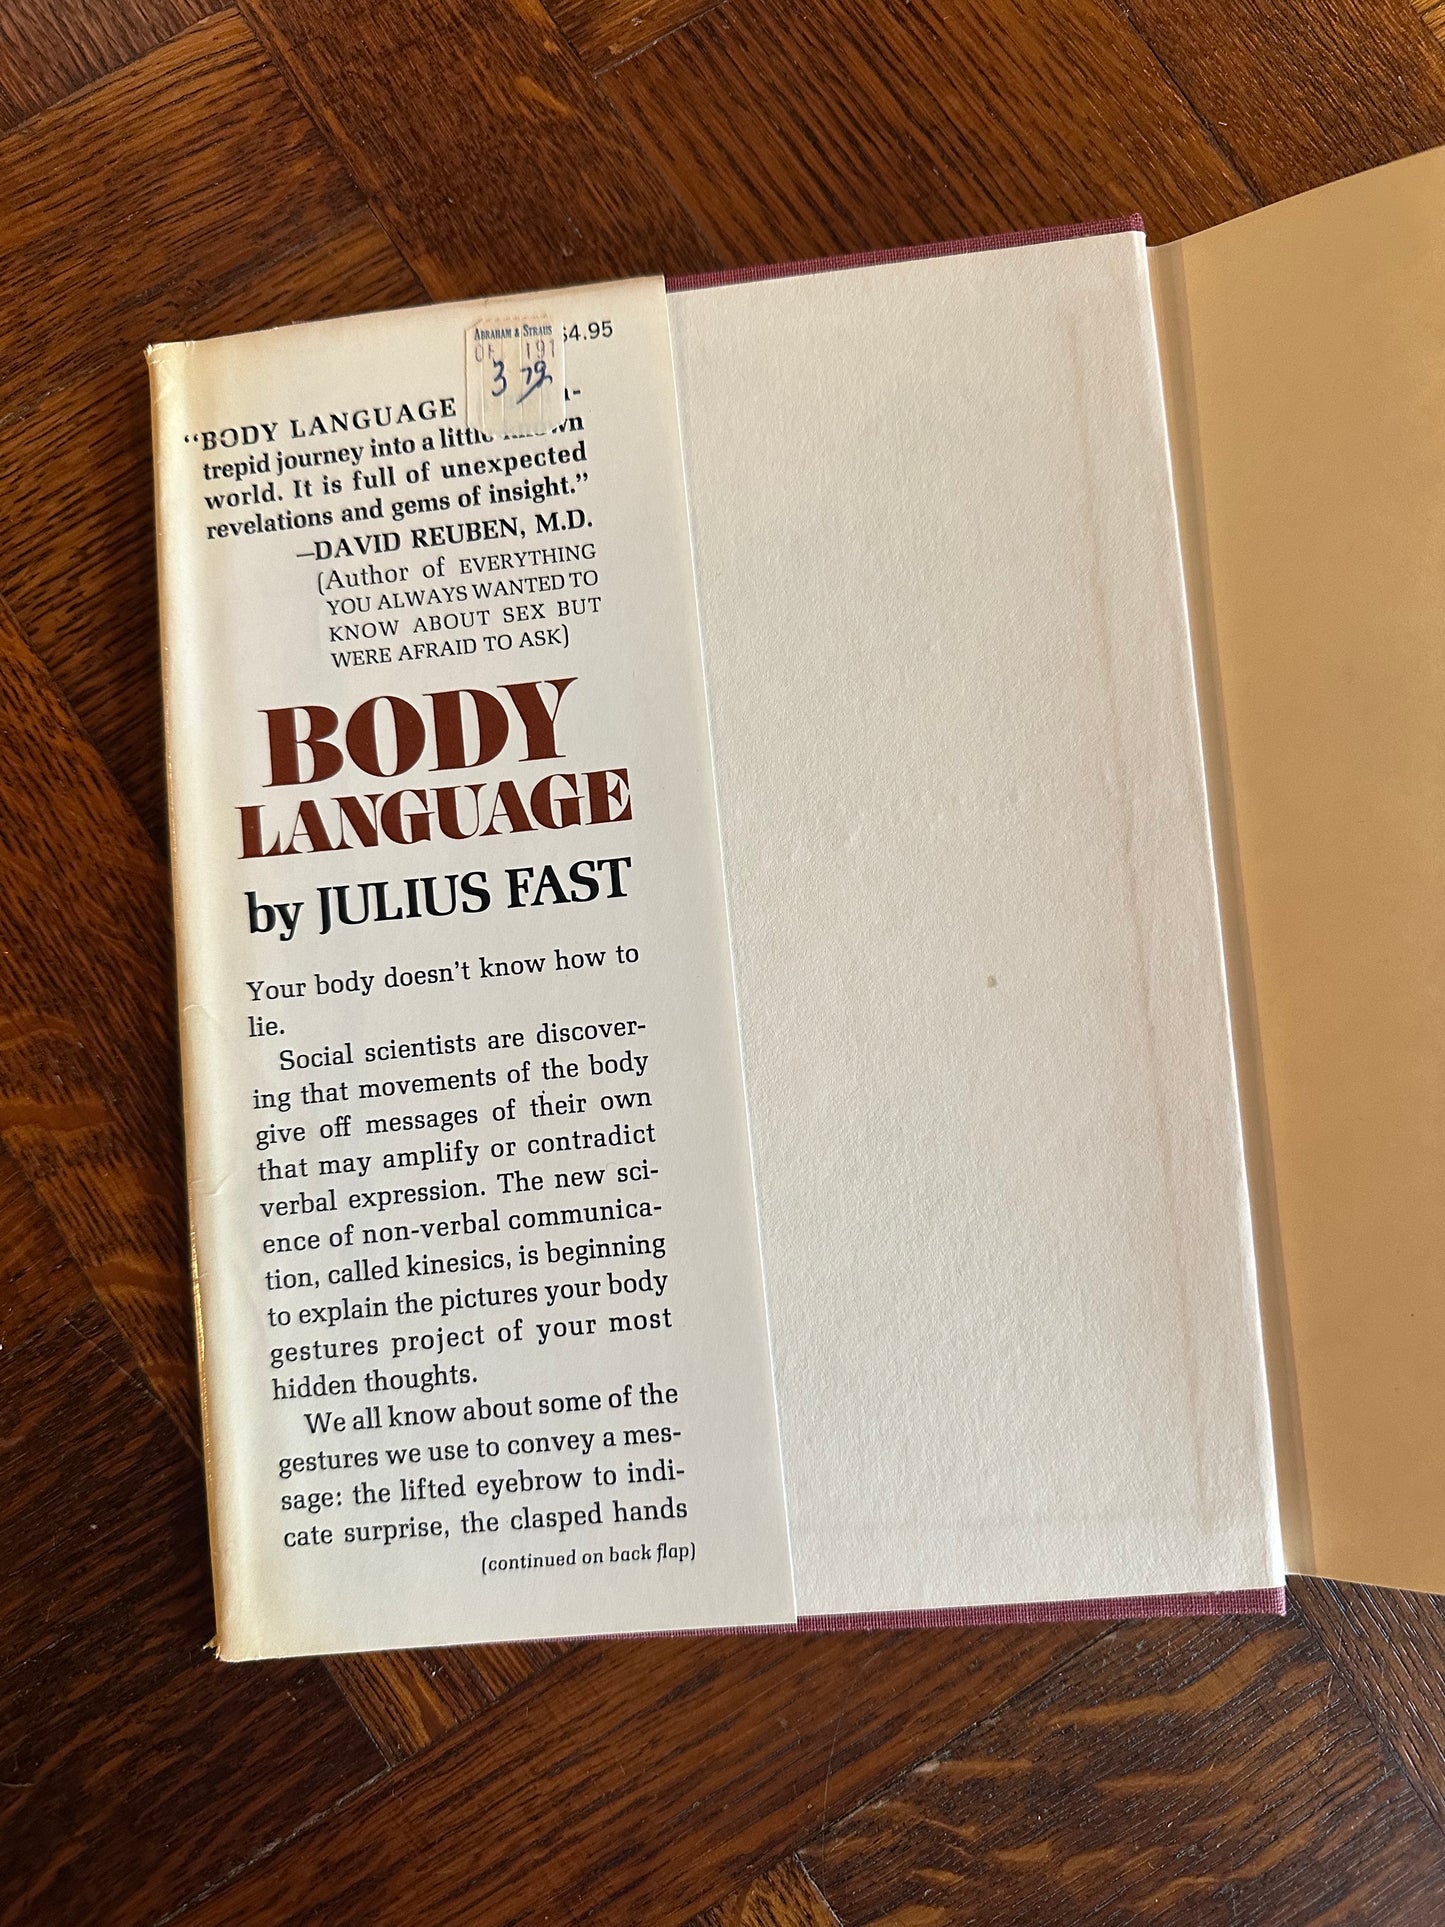 ABRAHAM & STRAUS
$4.95
191
3 79
“BODY LANGUAGE
trepid journey into a little known
world. It is full of unexpected
revelations and gems of insight.”
—DAVID REUBEN, M.D.
(Author of EVERYTHING
YOU ALWAYS WANTED TO
KNOW ABOUT SEX BUT
WERE AFRAID TO ASK)
BODY
LANGUAGE
by JULIUS FAST
Your body doesn’t know how to
lie.
Social scientists are discover-
ing that movements of the body
give off messages of their own
that may amplify or contradict
verbal expression. The new sci-
ence of non-verbal communica-
tion, called kinesics, is beginning
to explain the pictures your body
gestures project of your most
hidden thoughts.
We all know about some of the
gestures we use to convey a mes-
sage: the lifted eyebrow to indi-
cate surprise, the clasped hands
(continued on back flap)